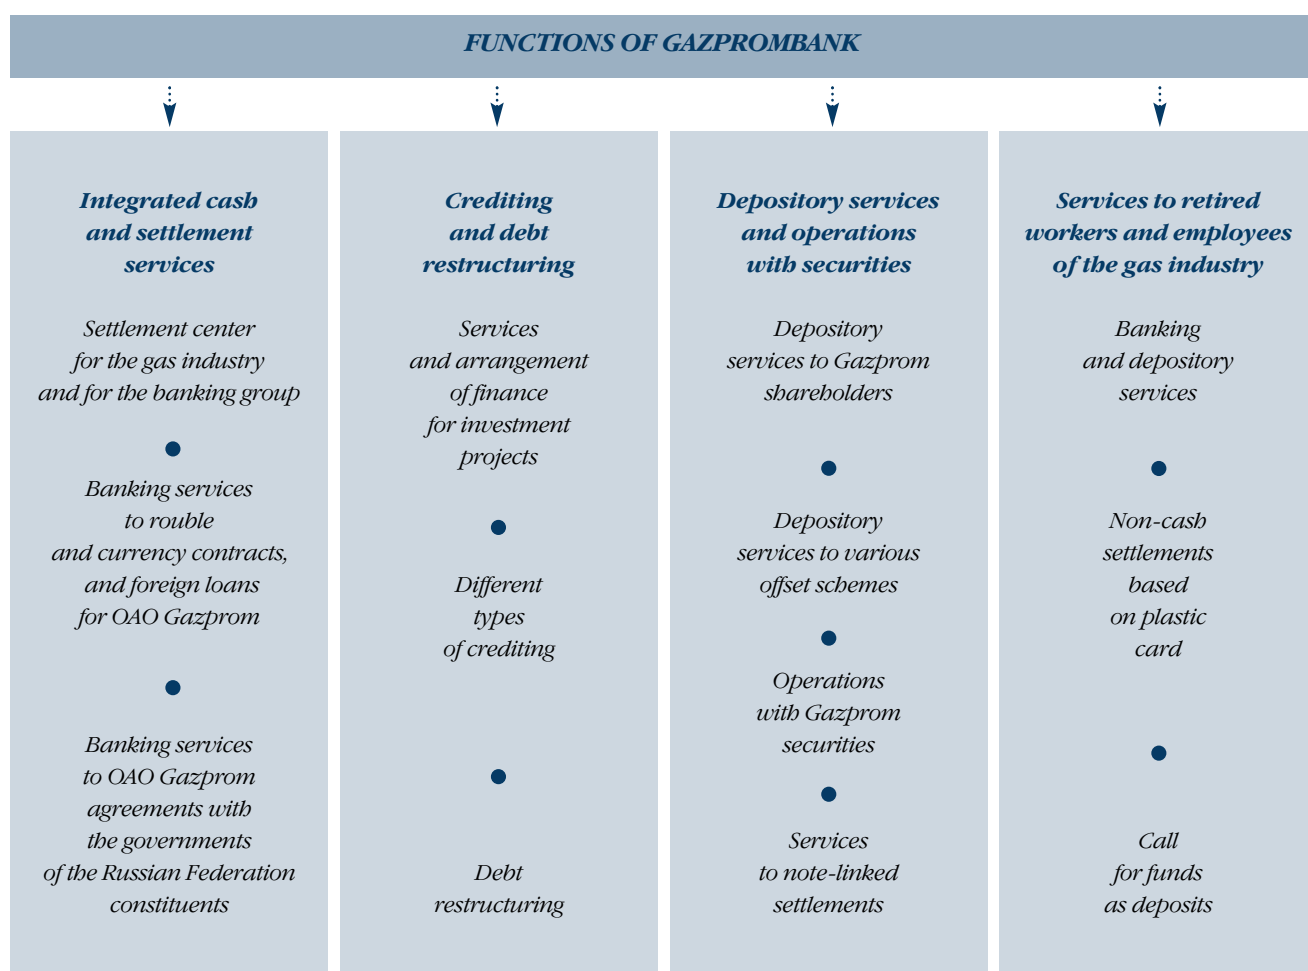 FUNCTIONS OF GAZPROMBANK
Integrated cash
and settlement
services
Settlement center
for the gas industry
and for the banking group
Banking services
to rouble
and currency contracts,
and foreign loans
for OAO Gazprom
Banking services
to OAO Gazprom
agreements with
the governments
of the Russian Federation
constituents
Crediting
and debt
restructuring
Services
and arrangement
of finance
for investment
projects
Different
types
of crediting
Debt
restructuring
Depository services
and operations
with securities
Depository
services to Gazprom
shareholders
Depository
services to various
offset schemes
Operations
with Gazprom
securities
Services
to note-linked
settlements
Services to retired
workers and employees
of the gas industry
Banking
and depository
services
Non-cash
settlements
based
on plastic
card
Call
for funds
as deposits